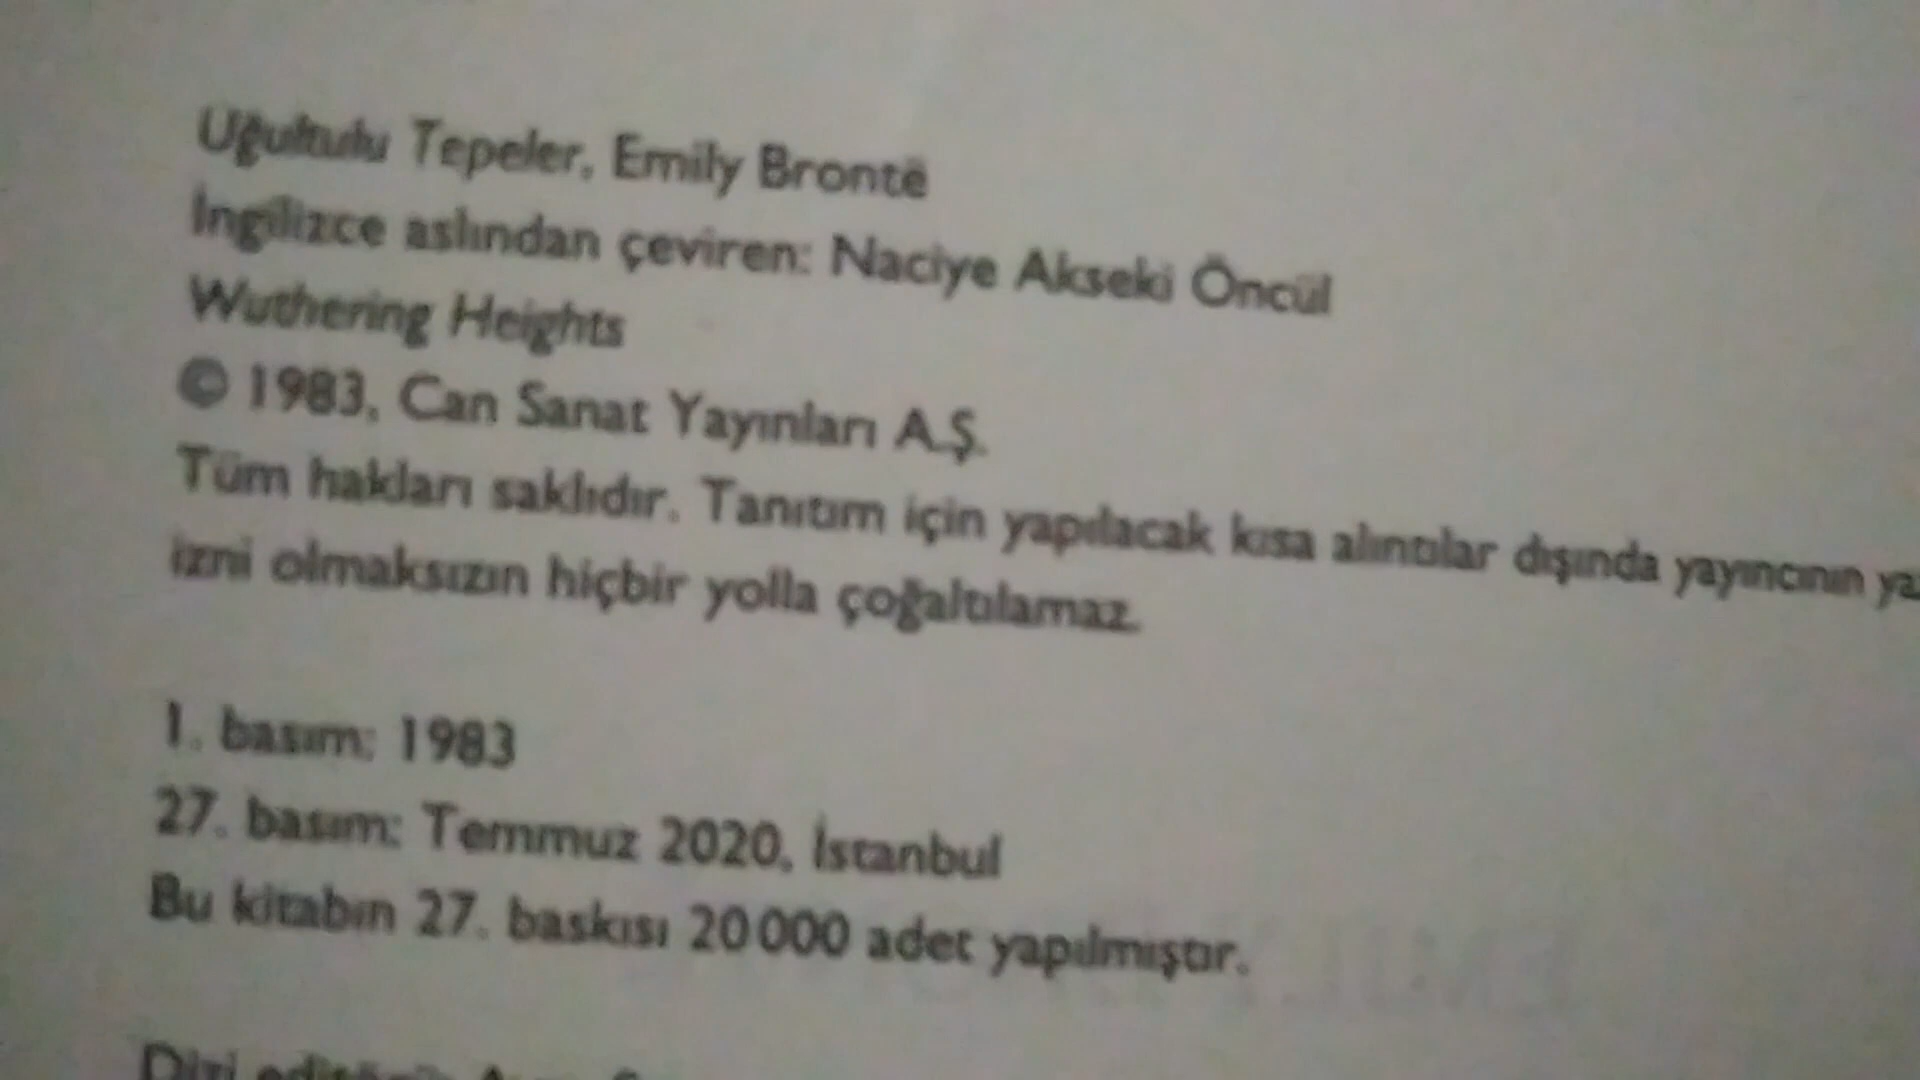 Uğultulu Tepeler, Emily Brontë
İngilizce aslından çeviren: Naciye Akseki Öncül
Wuthering Heights
© 1983, Can Sanat Yayınları A.Ş.
Tüm hakları saklıdır. Tanıtım için yapılacak kısa alıntılar dışında yayıncının
izni olmaksızın hiçbir yolla çoğaltılamaz.
1. basım: 1983
27. basım: Temmuz 2020, İstanbul
Bu kitabın 27. baskısı 20 000 adet yapılmıştır.